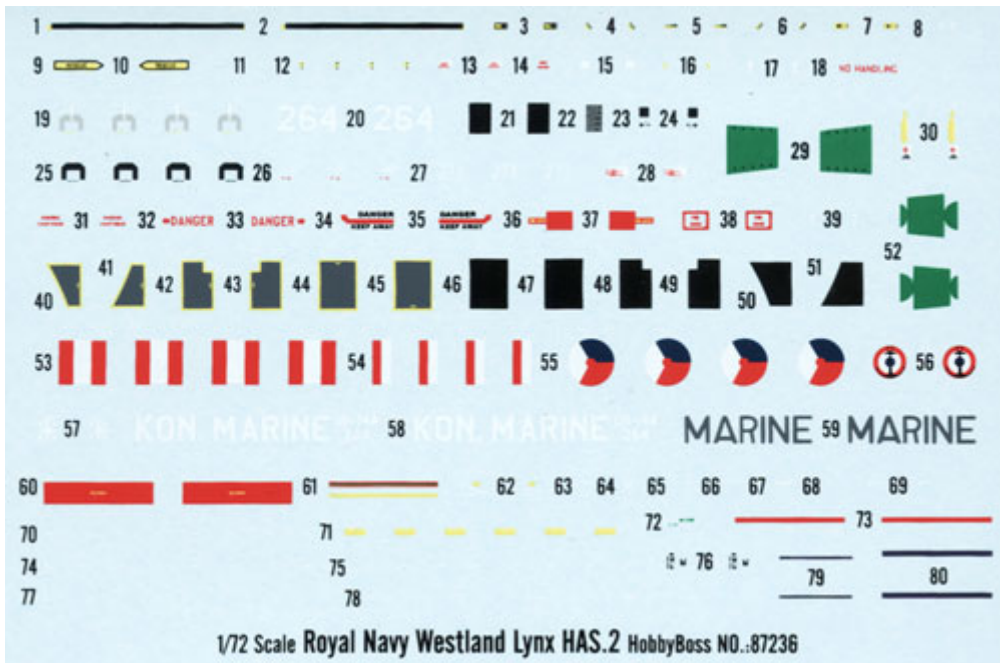 1 2 3 4 5 6 7 8
9 10 11 12 13 14 15 16 17 18 NO HANDLING
19 264 20 264 21 22 23 24 29 30
25 26 27 28
31 32 DANGER 33 DANGER 34 DANGER KEEP AWAY 35 DANGER KEEP AWAY 36 37 38 39
40 41 42 43 44 45 46 47 48 49 50 51 52
53 54 55 56
57 KON. MARINE 58 KON. MARINE MARINE 59 MARINE
60 61 62 63 64 65 66 67 68 69
70 71 72 73
74 75 76 79 80
77 78
1/72 Scale Royal Navy Westland Lynx HAS.2 HobbyBoss NO.:87236